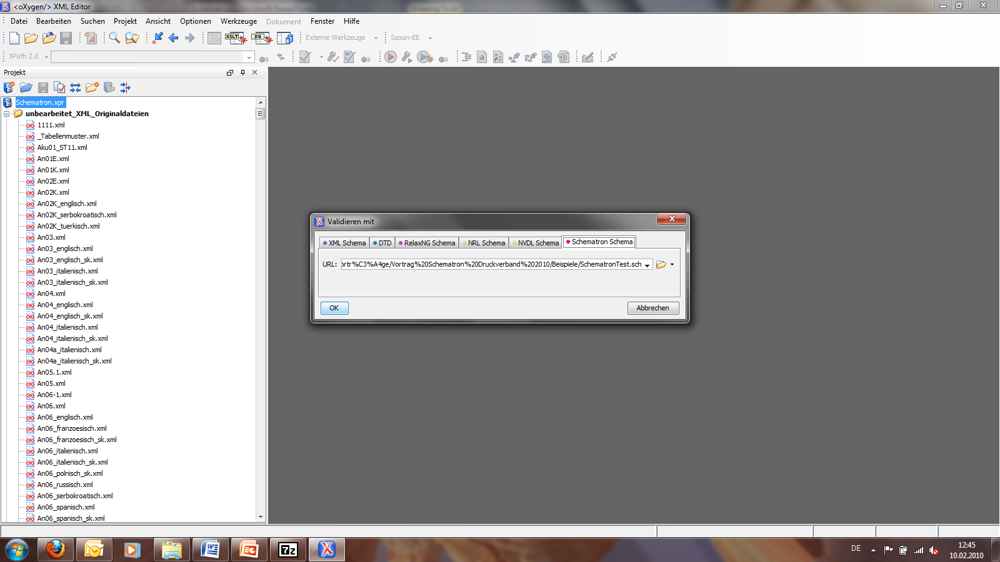 <oXygen/> XML Editor
Datei Bearbeiten Suchen Projekt Ansicht Optionen Werkzeuge Dokument Fenster Hilfe
XSLT XQ Externe Werkzeuge Saxon-EE
XPath 2.0
Projekt
Schematron.xpr
unbearbeitet_XML_Originaldateien
1111.xml
_Tabellenmuster.xml
Aku01_ST11.xml
An01E.xml
An01K.xml
An02E.xml
An02K.xml
An02K_englisch.xml
An02K_serbokroatisch.xml
An02K_tuerkisch.xml
An03.xml
An03_englisch.xml
An03_englisch_sk.xml
An03_italienisch.xml
An03_italienisch_sk.xml
An04.xml
An04_englisch.xml
An04_englisch_sk.xml
An04_italienisch.xml
An04_italienisch_sk.xml
An04a_italienisch.xml
An04a_italienisch_sk.xml
An05.1.xml
An05.xml
An06-1.xml
An06.xml
An06_englisch.xml
An06_franzoesisch.xml
An06_franzoesisch_sk.xml
An06_italienisch.xml
An06_italienisch_sk.xml
An06_polnisch_sk.xml
An06_russisch.xml
An06_serbokroatisch.xml
An06_spanisch.xml
An06_spanisch_sk.xml
Validieren mit
XML Schema DTD RelaxNG Schema NRL Schema NVDL Schema Schematron Schema
URL: ortr%C3%A4ge/Vortrag%20Schematron%20Druckverband%202010/Beispiele/SchematronTest.sch
OK Abbrechen
7z
DE
12:45
10.02.2010